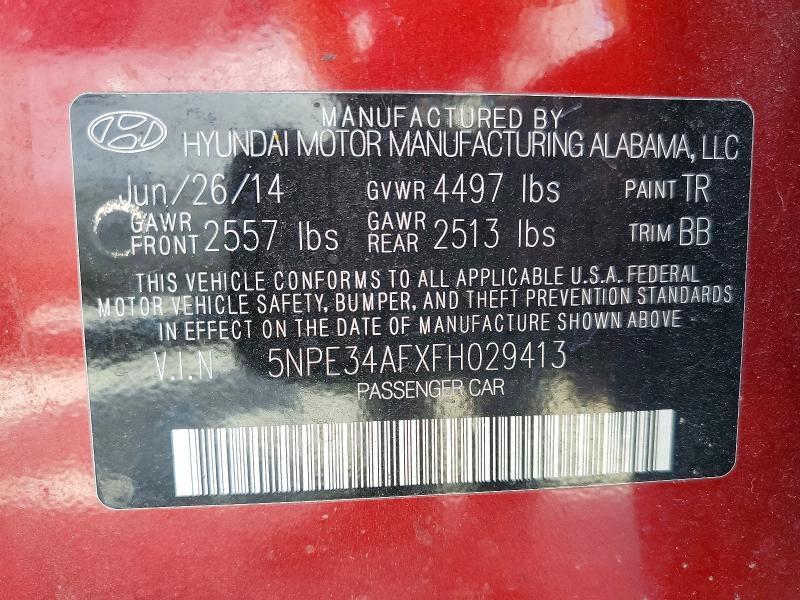 MANUFACTURED BY
HYUNDAI MOTOR MANUFACTURING ALABAMA, LLC
Jun/26/14 GVWR 4497 lbs PAINT TR
GAWR FRONT 2557 lbs GAWR REAR 2513 lbs TRIM BB
THIS VEHICLE CONFORMS TO ALL APPLICABLE U.S.A. FEDERAL
MOTOR VEHICLE SAFETY, BUMPER, AND THEFT PREVENTION STANDARDS
IN EFFECT ON THE DATE OF MANUFACTURE SHOWN ABOVE
V.I.N 5NPE34AFXFH029413
PASSENGER CAR